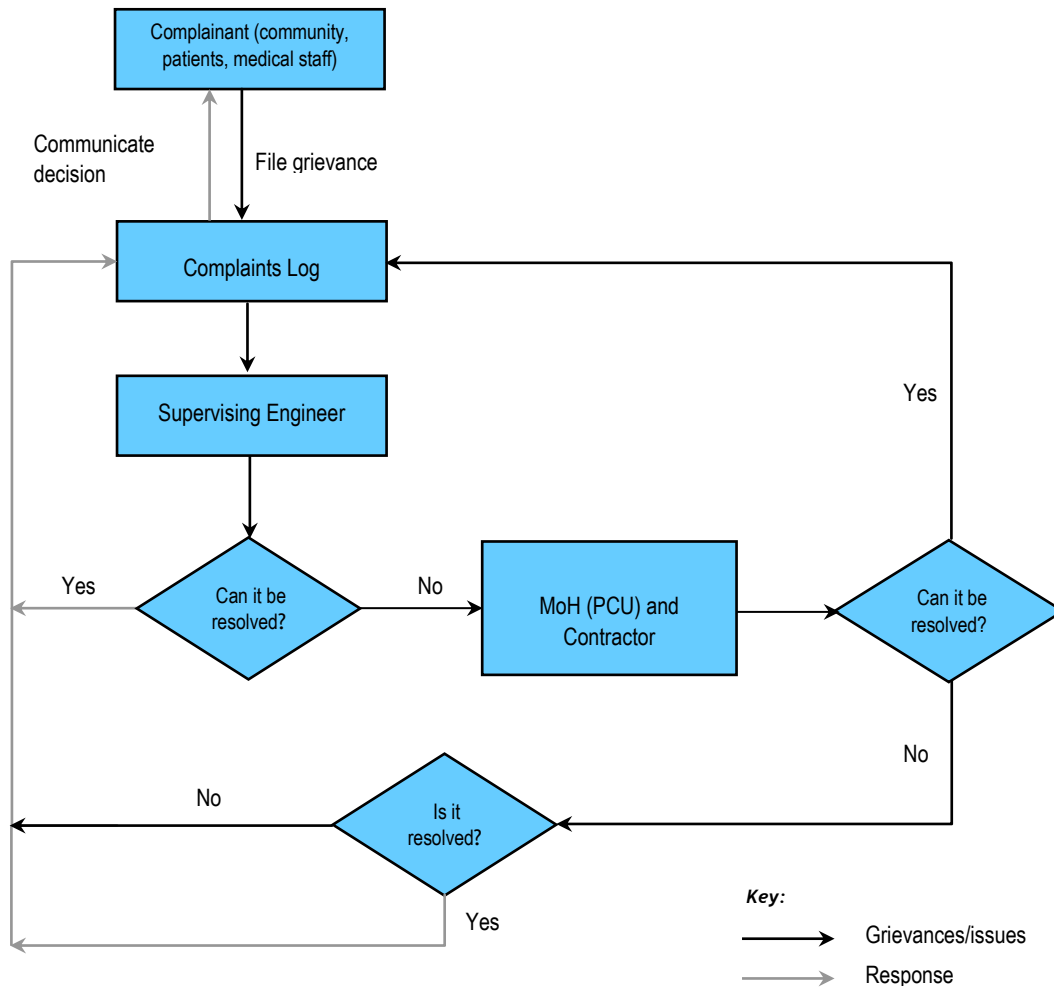 Complainant (community,
patients, medical staff)
Communicate
decision
File grievance
Complaints Log
Supervising Engineer
Yes
Yes
Can it be
resolved?
No
MoH (PCU) and
Contractor
Can it be
resolved?
No
No
Is it
resolved?
Yes
Key:
Grievances/issues
Response